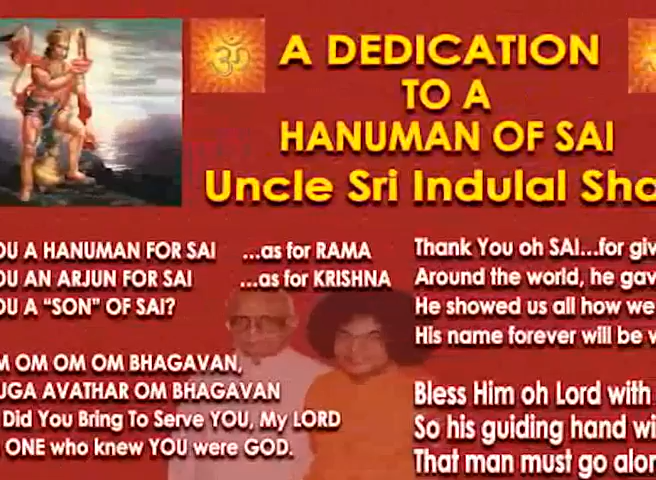 ॐ
A DEDICATION
TO A
HANUMAN OF SAI
Uncle Sri Indulal
A HANUMAN FOR SAI ...as for RAMA
AN ARJUN FOR SAI ...as for KRISHNA
A “SON” OF SAI?
OM OM OM BHAGAVAN,
AVATHAR OM BHAGAVAN
Did You Bring To Serve YOU, My LORD
ONE who knew YOU were GOD.
Thank You oh SAI...for
Around the world, he
He showed us all how we
His name forever will be
Bless Him oh Lord with
So his guiding hand
That man must go